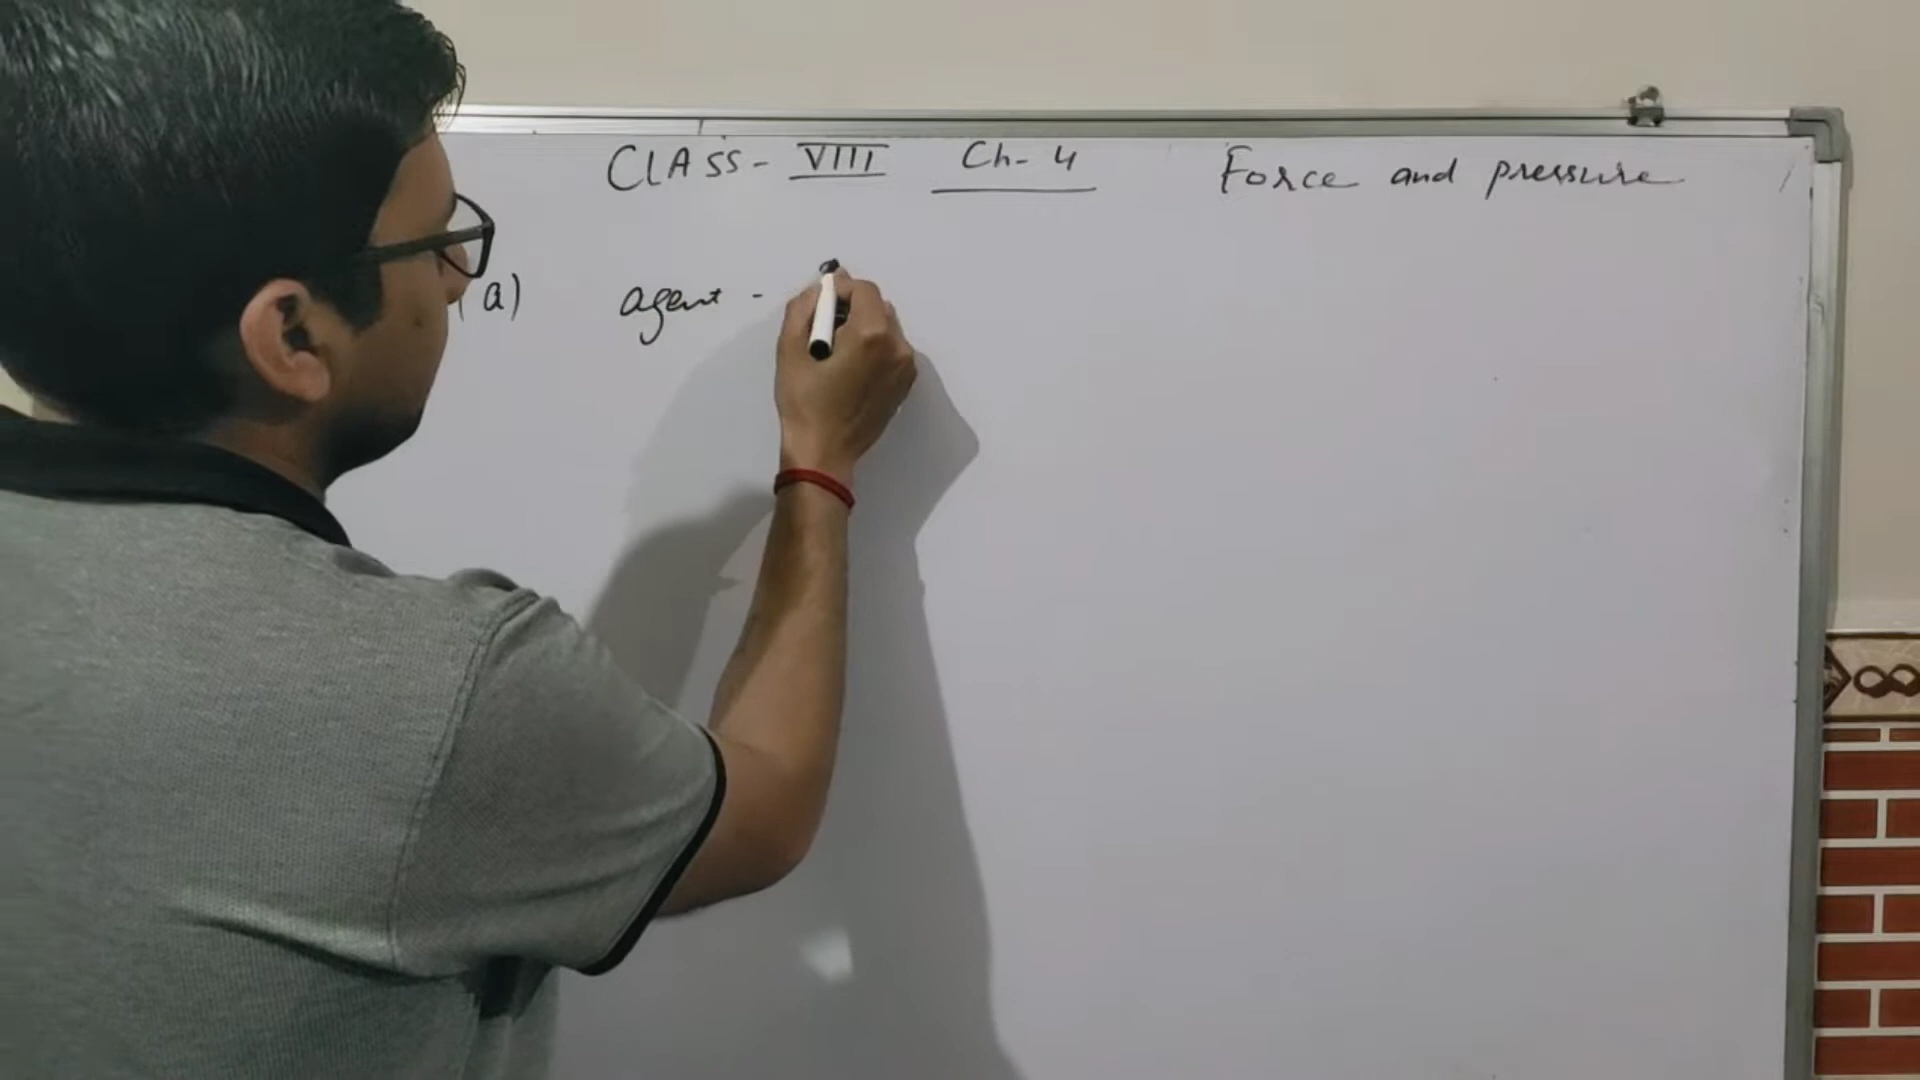 CLASS - VIII Ch- 4 Force and pressure
(a) agent -